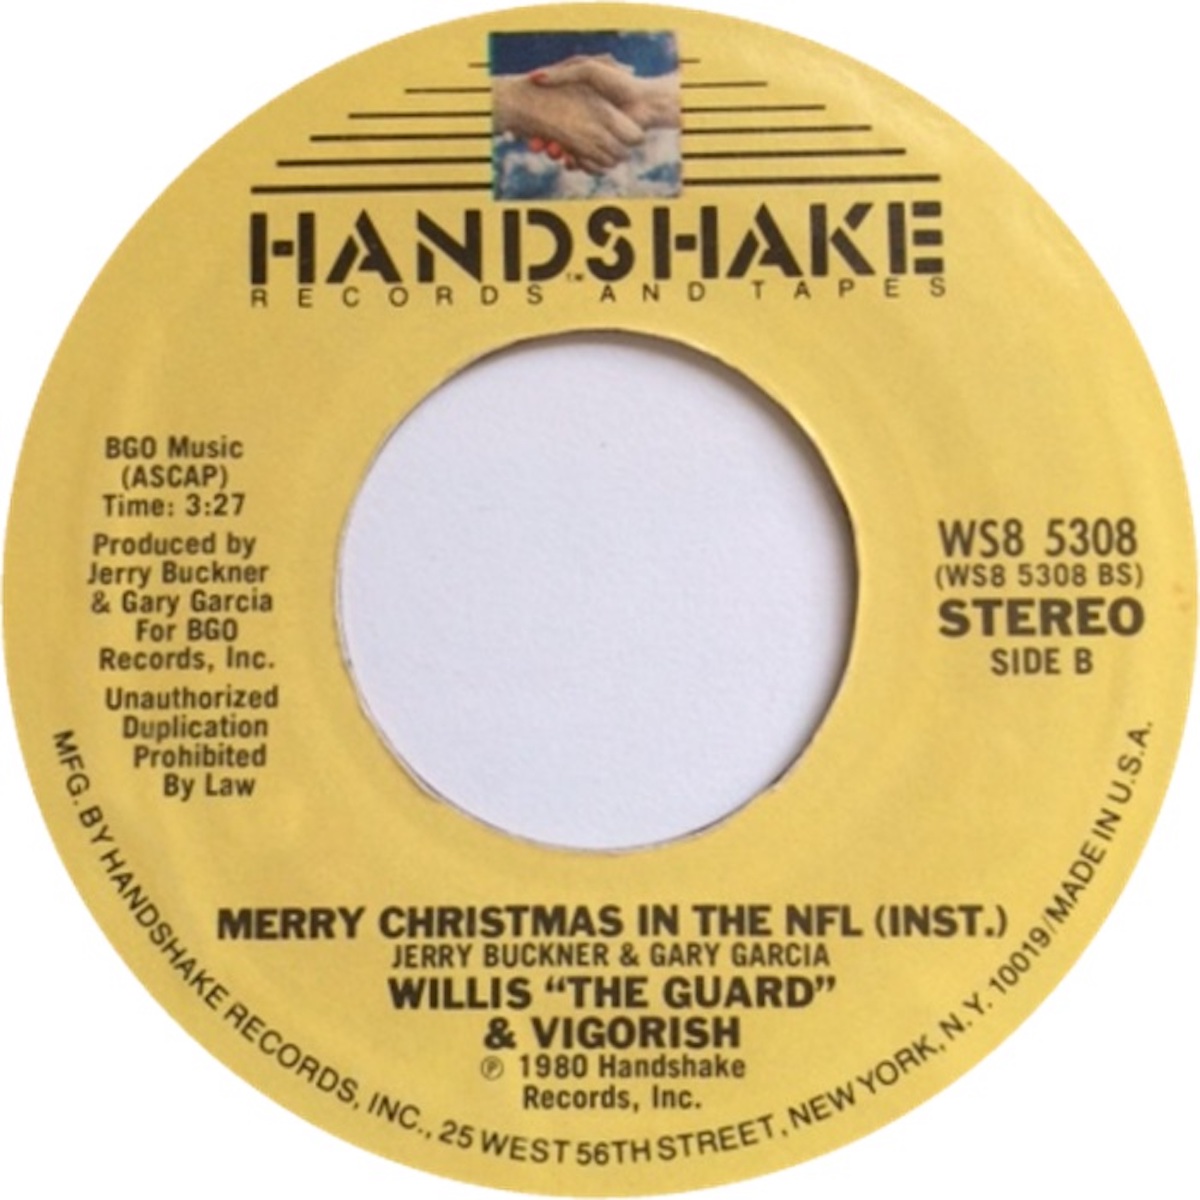 HANDSHAKE
™
RECORDS AND TAPES
BGO Music
(ASCAP)
Time: 3:27
Produced by
Jerry Buckner
& Gary Garcia
For BGO
Records, Inc.
Unauthorized
Duplication
Prohibited
By Law
WS8 5308
(WS8 5308 BS)
STEREO
SIDE B
MERRY CHRISTMAS IN THE NFL (INST.)
JERRY BUCKNER & GARY GARCIA
WILLIS “THE GUARD”
& VIGORISH
℗ 1980 Handshake
Records, Inc.
MFG. BY HANDSHAKE RECORDS, INC., 25 WEST 56TH STREET, NEW YORK, N.Y. 10019/MADE IN U.S.A.